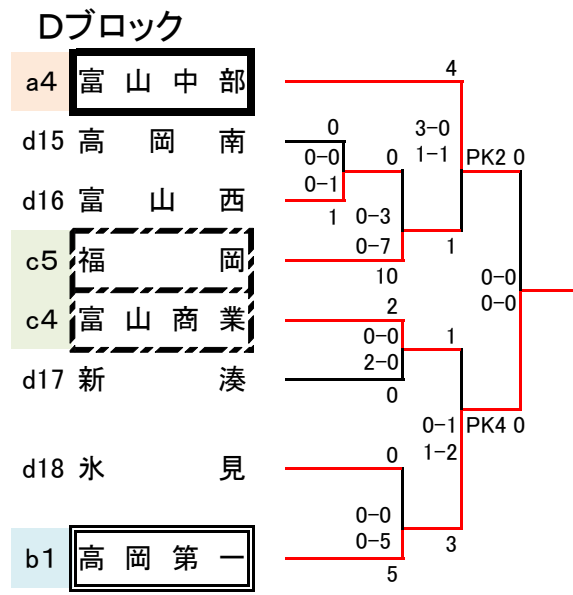 Dブロック
a4 富山中部 4
d15 高岡南 0 3-0
0-0 0 1-1 PK2 0
0-1
d16 富山西 1 0-3
c5 福岡 0-7 1
10 0-0
c4 富山商業 2 0-0
0-0 1
2-0
d17 新湊 0
0-1 PK4 0
d18 氷見 0 1-2
0-0
0-5 3
b1 高岡第一 5